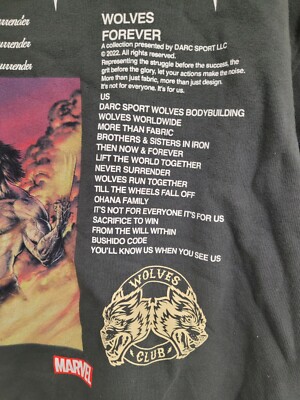 WOLVES
FOREVER
A collection presented by DARC SPORT LLC
© 2022. All rights reserved.
Representing the struggle before the success, the
grit before the glory, let your actions make the noise.
More than just fabric, more than just design.
It's not for everyone. It's for us.
US
DARC SPORT WOLVES BODYBUILDING
WOLVES WORLDWIDE
MORE THAN FABRIC
BROTHERS & SISTERS IN IRON
THEN NOW & FOREVER
LIFT THE WORLD TOGETHER
NEVER SURRENDER
WOLVES RUN TOGETHER
TILL THE WHEELS FALL OFF
OHANA FAMILY
IT'S NOT FOR EVERYONE IT'S FOR US
SACRIFICE TO WIN
FROM THE WILL WITHIN
BUSHIDO CODE
YOU'LL KNOW US WHEN YOU SEE US
WOLVES
CLUB
MARVEL